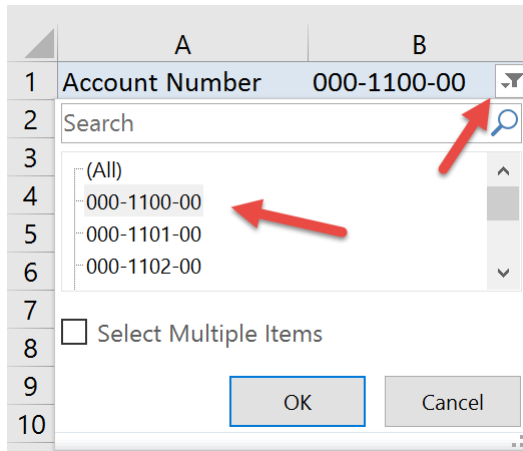 A B
1 Account Number 000-1100-00
2 Search
3 (All)
4 000-1100-00
5 000-1101-00
6 000-1102-00
7
8 Select Multiple Items
9 OK Cancel
10